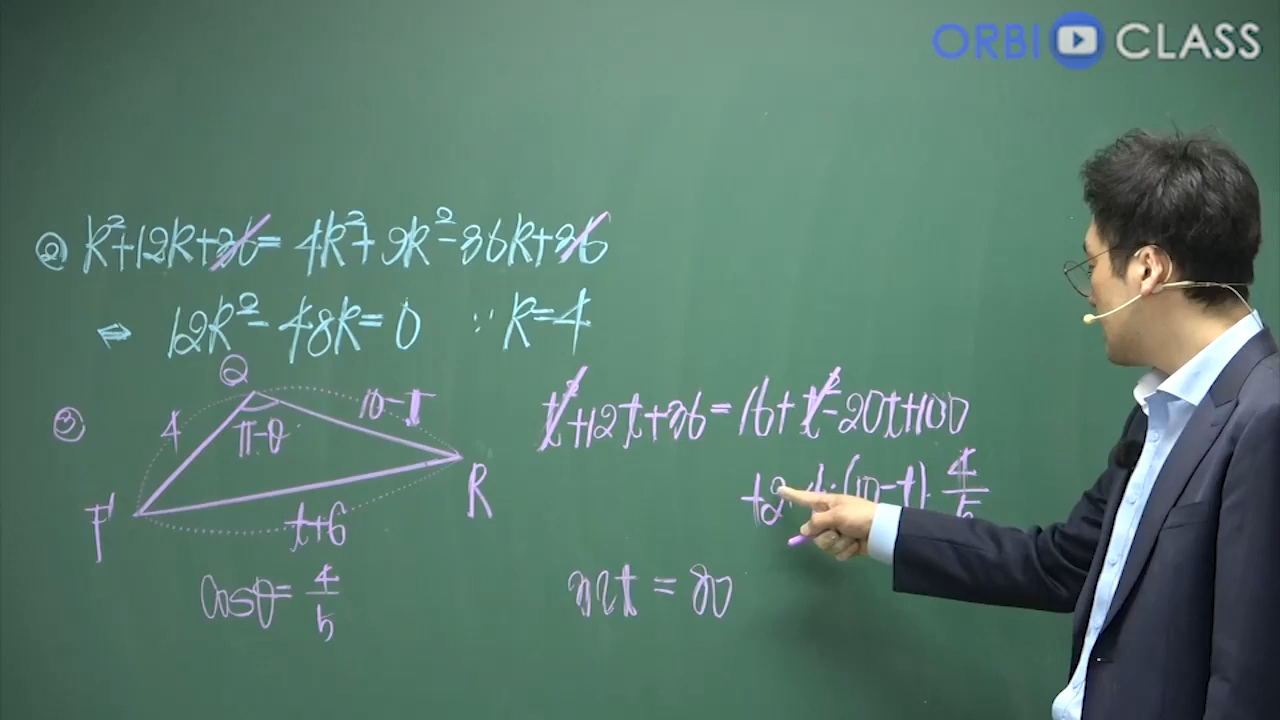 ORBI CLASS
② k²+12k+36= 4k²+9k²-36k+36
⇔ 12k²-48k=0 ∵ k=4
③
Q
4
π-θ
10-t
F'
R
t+6
cosθ= 4/5
t²+12t+36=16+t²-20t+100
+2·4·(10-t)· 4/5
32t = 80